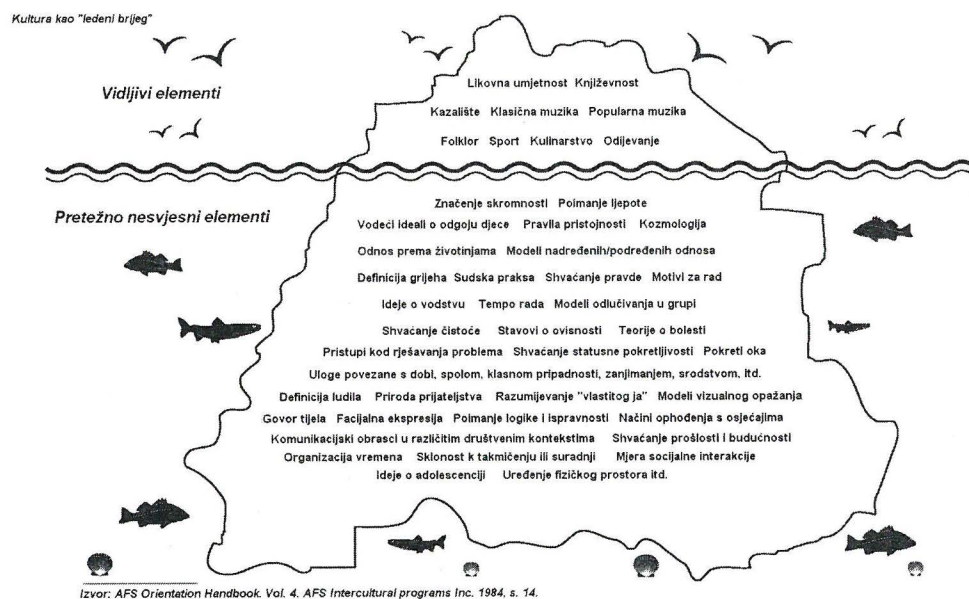 Kultura kao "ledeni brijeg"
Vidljivi elementi
Likovna umjetnost Književnost
Kazalište Klasična muzika Popularna muzika
Folklor Sport Kulinarstvo Odijevanje
Pretežno nesvjesni elementi
Značenje skromnosti Poimanje ljepote
Vodeći ideali o odgoju djece Pravila pristojnosti Kozmologija
Odnos prema životinjama Modeli nadređenih/podređenih odnosa
Definicija grijeha Sudska praksa Shvaćanje pravde Motivi za rad
Ideje o vodstvu Tempo rada Modeli odlučivanja u grupi
Shvaćanje čistoće Stavovi o ovisnosti Teorije o bolesti
Pristupi kod rješavanja problema Shvaćanje statusne pokretljivosti Pokreti oka
Uloge povezane s dobi, spolom, klasnom pripadnosti, zanjimanjem, srodstvom, itd.
Definicija ludila Priroda prijateljstva Razumijevanje "vlastitog ja" Modeli vizualnog opažanja
Govor tijela Facijalna ekspresija Poimanje logike i ispravnosti Načini ophođenja s osjećajima
Komunikacijski obrasci u različitim društvenim kontekstima Shvaćanje prošlosti i budućnosti
Organizacija vremena Sklonost k takmičenju ili suradnji Mjera socijalne interakcije
Ideje o adolescenciji Uređenje fizičkog prostora itd.
Izvor: AFS Orientation Handbook. Vol. 4. AFS Intercultural programs Inc. 1984, s. 14.